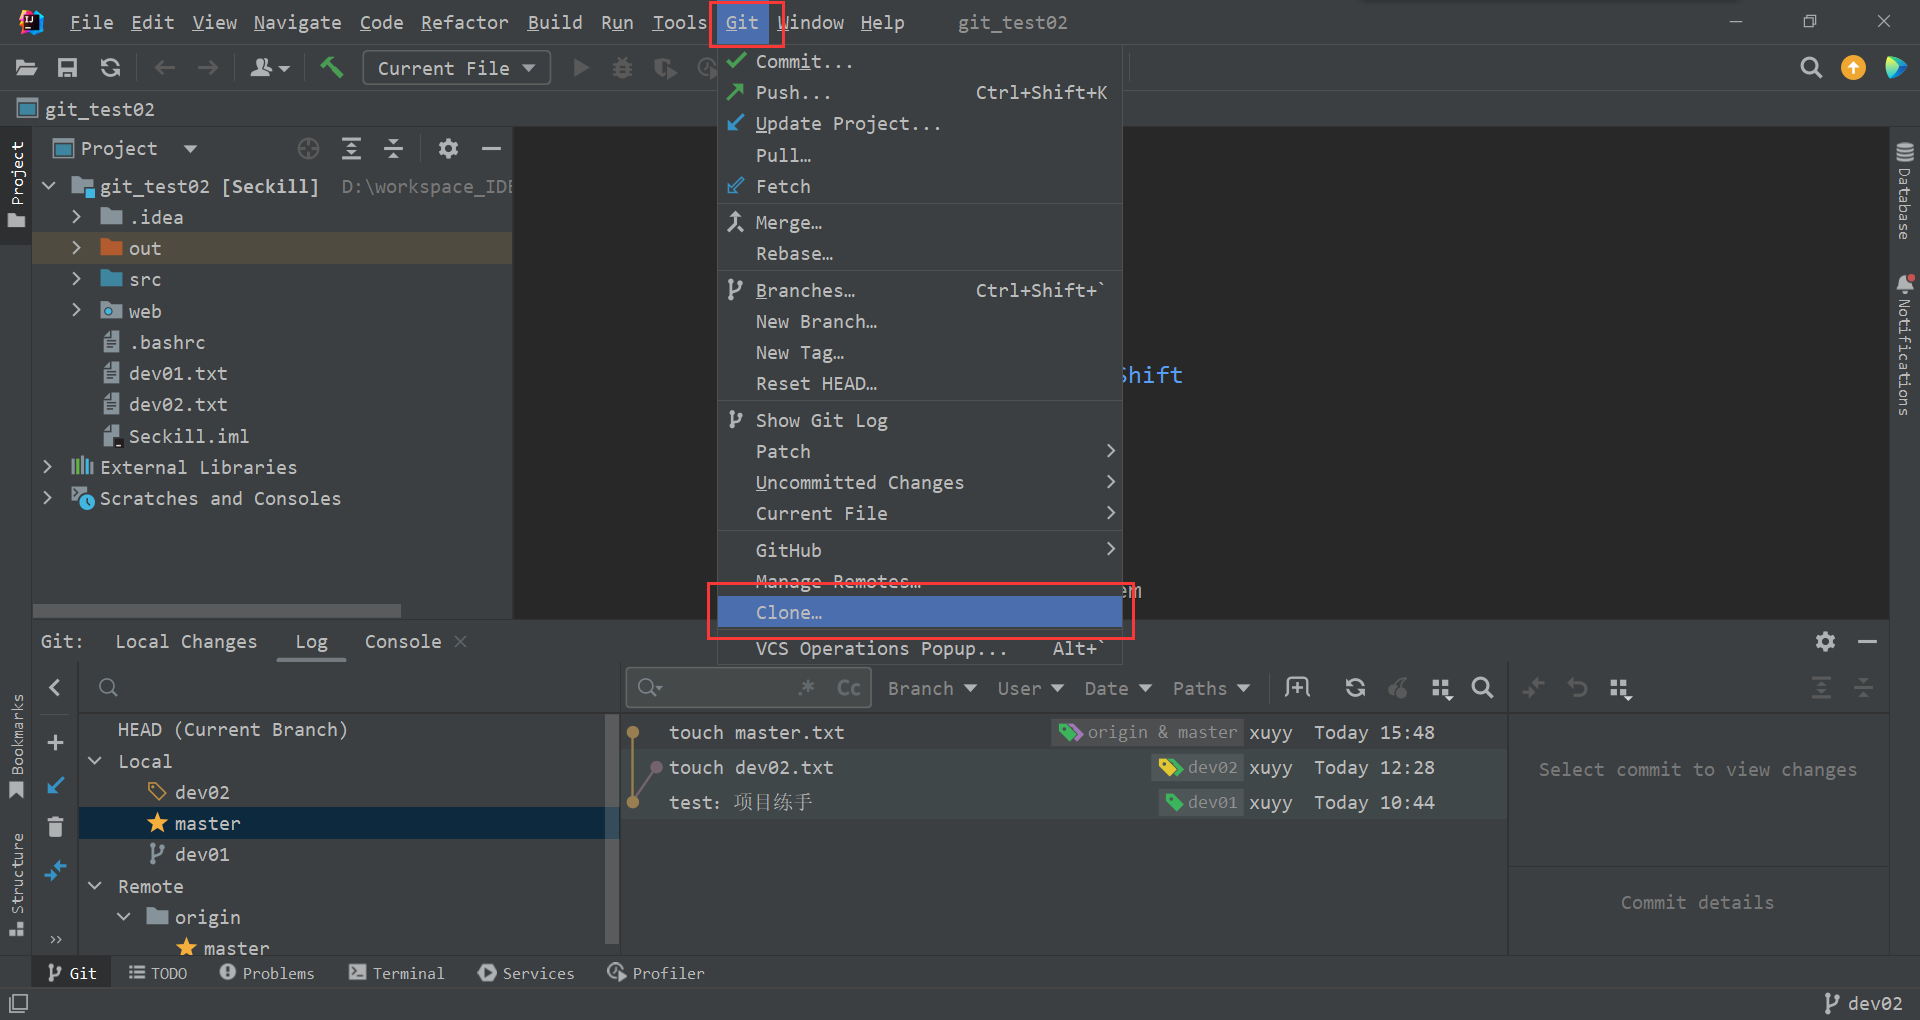 File Edit View Navigate Code Refactor Build Run Tools Git Window Help git_test02
Current File
git_test02
Project
git_test02 [Seckill] D:\workspace_IDE
.idea
out
src
web
.bashrc
dev01.txt
dev02.txt
Seckill.iml
External Libraries
Scratches and Consoles
Commit...
Push... Ctrl+Shift+K
Update Project...
Pull…
Fetch
Merge…
Rebase…
Branches… Ctrl+Shift+`
New Branch…
New Tag…
Reset HEAD…
Show Git Log
Patch
Uncommitted Changes
Current File
GitHub
Manage Remotes…
Clone…
VCS Operations Popup... Alt+`
Shift
em
Project
Bookmarks
Structure
Database
Notifications
Git: Local Changes Log Console
.* Cc Branch User Date Paths
HEAD (Current Branch)
Local
dev02
master
dev01
Remote
origin
master
touch master.txt origin & master xuyy Today 15:48
touch dev02.txt dev02 xuyy Today 12:28
test：项目练手 dev01 xuyy Today 10:44
Select commit to view changes
Commit details
Git TODO Problems Terminal Services Profiler
dev02